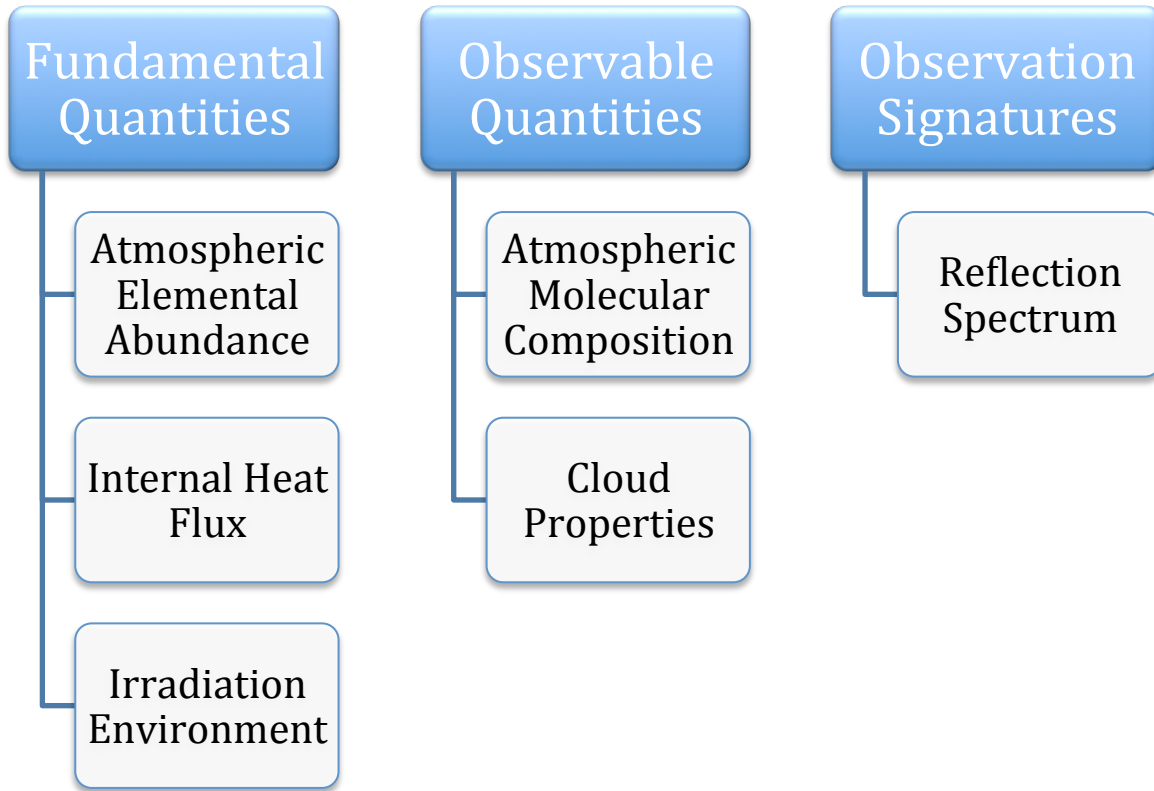 Fundamental
Quantities
Atmospheric
Elemental
Abundance
Internal Heat
Flux
Irradiation
Environment
Observable
Quantities
Atmospheric
Molecular
Composition
Cloud
Properties
Observation
Signatures
Reflection
Spectrum